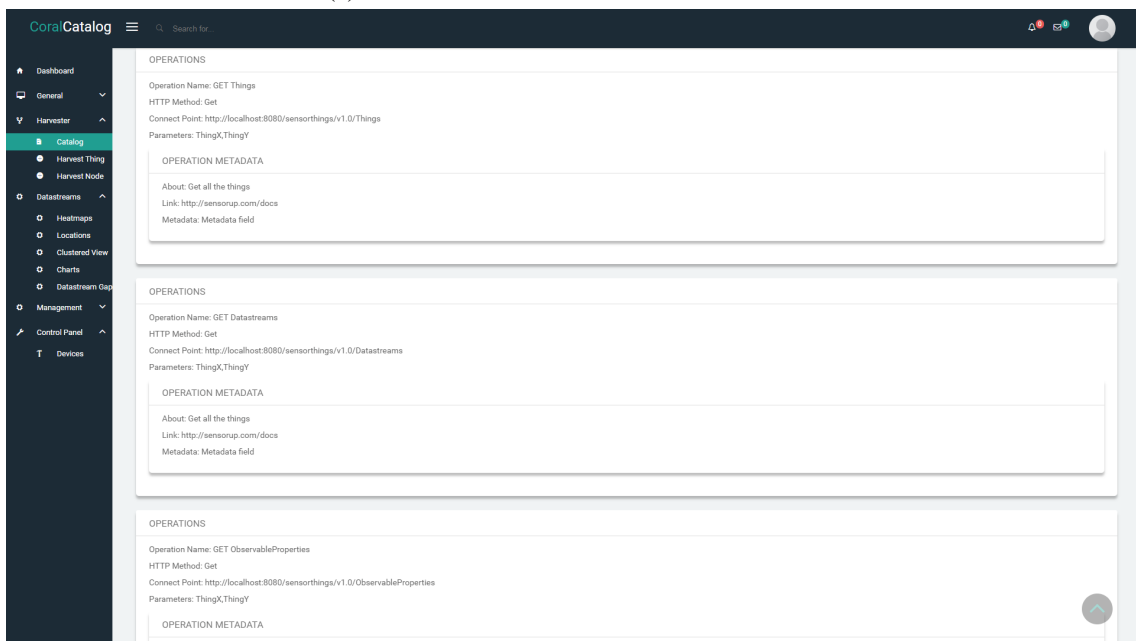 CoralCatalog
Search for...
0
0
Dashboard
General
Harvester
Catalog
Harvest Thing
Harvest Node
Datastreams
Heatmaps
Locations
Clustered View
Charts
Datastream Gap
Management
Control Panel
T Devices
OPERATIONS
Operation Name: GET Things
HTTP Method: Get
Connect Point: http://localhost:8080/sensorthings/v1.0/Things
Parameters: ThingX,ThingY
OPERATION METADATA
About: Get all the things
Link: http://sensorup.com/docs
Metadata: Metadata field
OPERATIONS
Operation Name: GET Datastreams
HTTP Method: Get
Connect Point: http://localhost:8080/sensorthings/v1.0/Datastreams
Parameters: ThingX,ThingY
OPERATION METADATA
About: Get all the things
Link: http://sensorup.com/docs
Metadata: Metadata field
OPERATIONS
Operation Name: GET ObservableProperties
HTTP Method: Get
Connect Point: http://localhost:8080/sensorthings/v1.0/ObservableProperties
Parameters: ThingX,ThingY
OPERATION METADATA